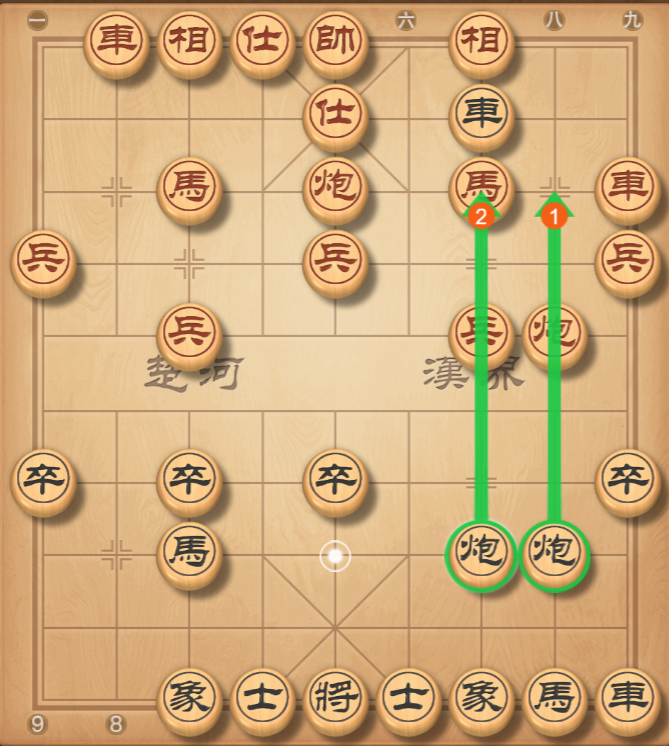 一 車 相 仕 帥 六 相 八 九
仕 車
馬 炮 馬 車
2 1
兵 兵 兵
兵 兵 炮
楚河 漢界
卒 卒 卒 卒
馬 炮 炮
象 士 將 士 象 馬 車
9 8